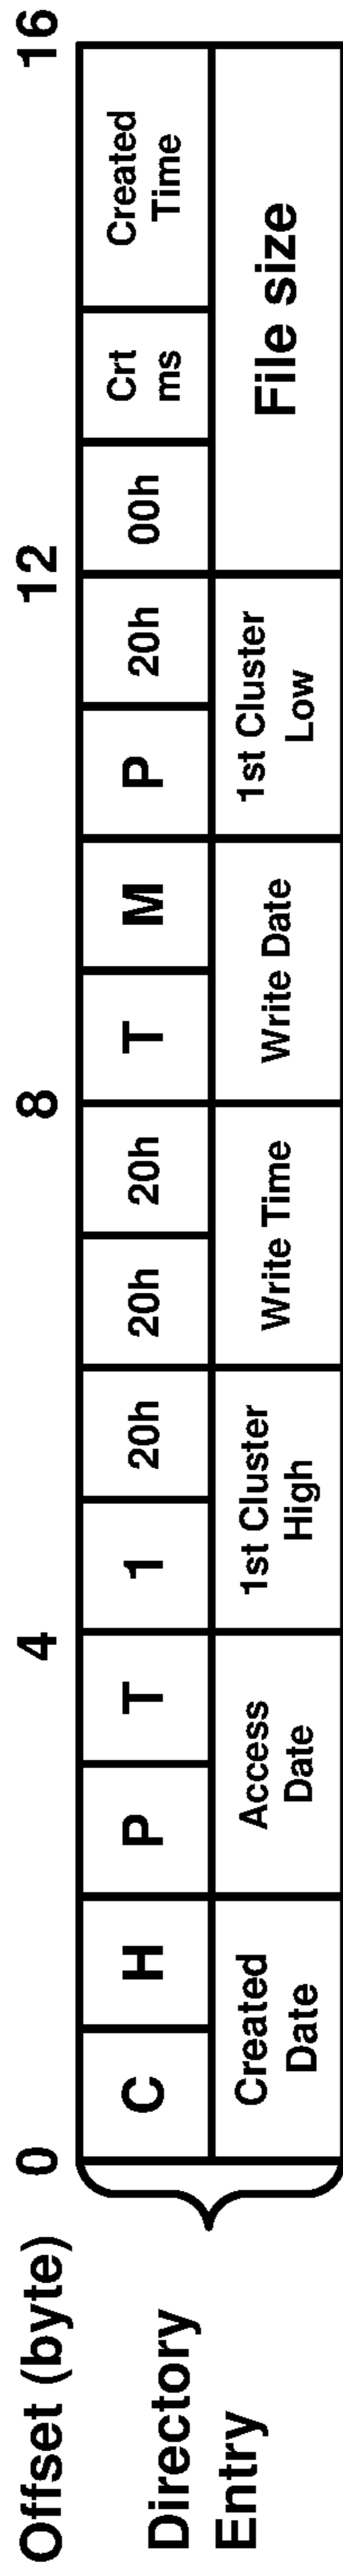 Offset (byte) 0 4 8 12 16
Directory
Entry
C H P T 1 20h 20h 20h T M P 20h 00h Crt ms Created Time
Created Date Access Date 1st Cluster High Write Time Write Date 1st Cluster Low File size